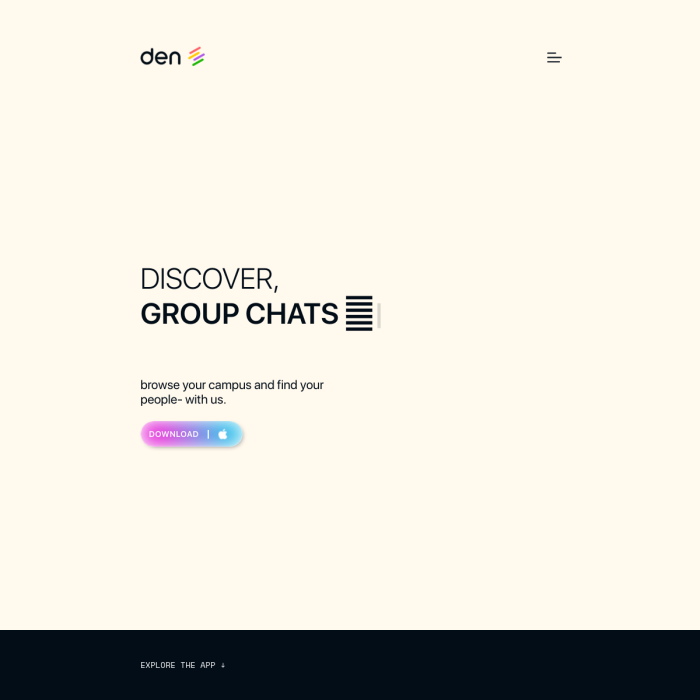 den
DISCOVER,
GROUP CHATS
browse your campus and find your
people- with us.
DOWNLOAD |
EXPLORE THE APP ↓